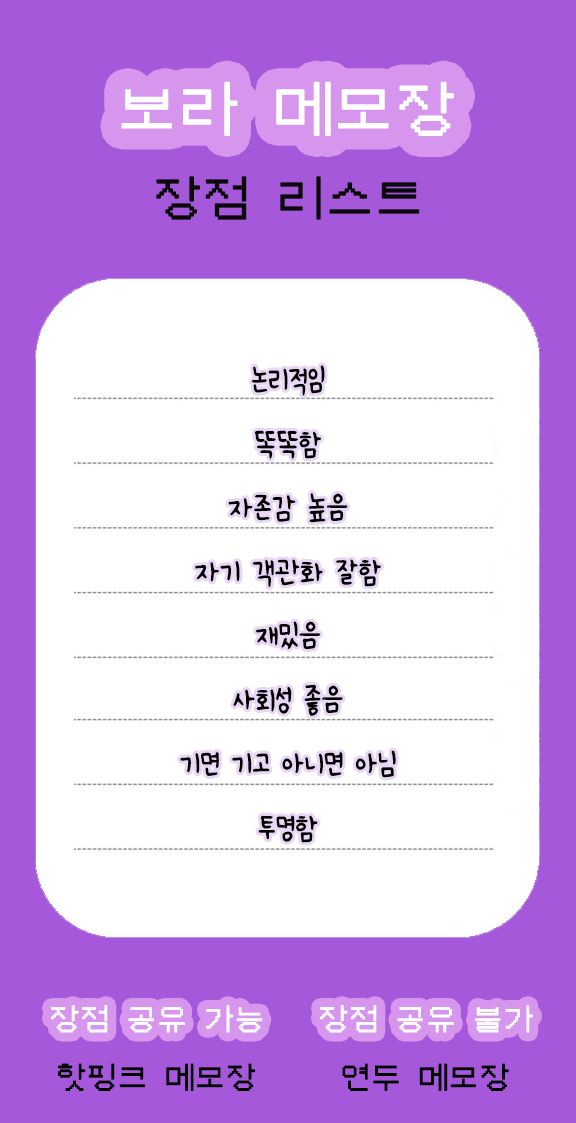 보라 메모장
장점 리스트
논리적임
똑똑함
자존감 높음
자기 객관화 잘함
재밌음
사회성 좋음
기면 기고 아니면 아님
투명함
장점 공유 가능
장점 공유 불가
핫핑크 메모장
연두 메모장